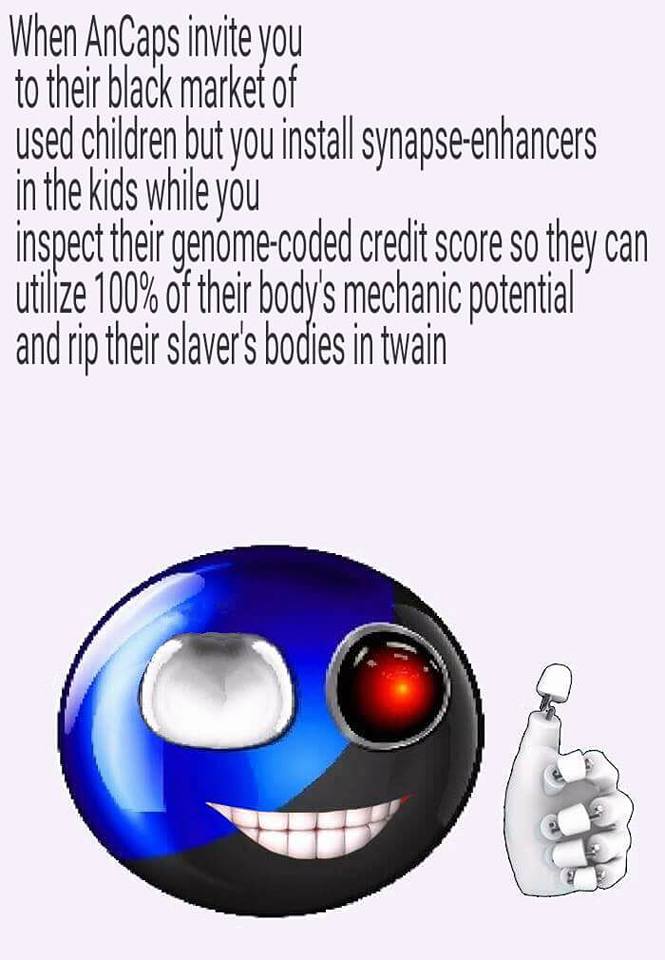 When AnCaps invite you
to their black market of
used children but you install synapse-enhancers
in the kids while you
inspect their genome-coded credit score so they can
utilize 100% of their body's mechanic potential
and rip their slaver's bodies in twain